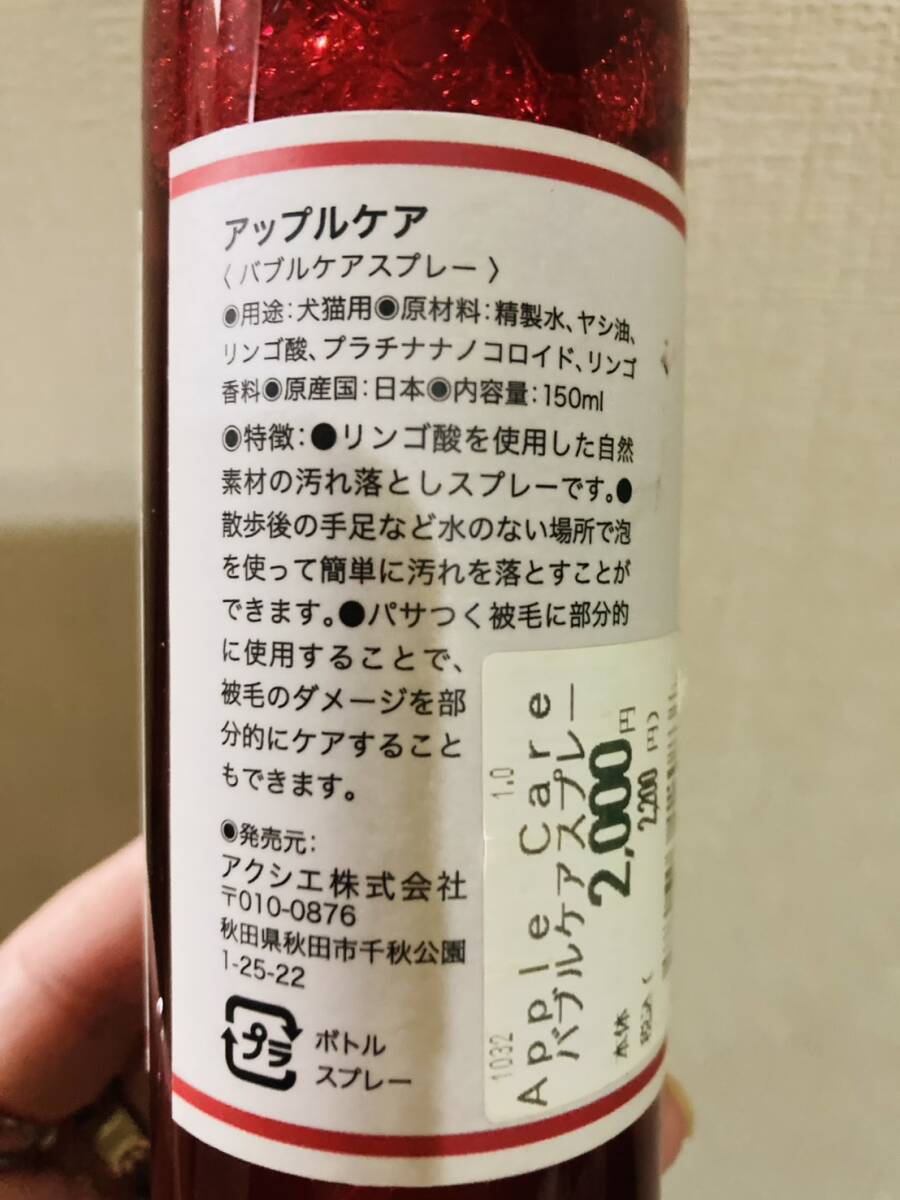 アップルケア
〈バブルケアスプレー〉
◉用途：犬猫用◉原材料：精製水、ヤシ油、
リンゴ酸、プラチナナノコロイド、リンゴ
香料◉原産国：日本◉内容量：150ml
◉特徴：●リンゴ酸を使用した自然
素材の汚れ落としスプレーです。●
散歩後の手足など水のない場所で泡
を使って簡単に汚れを落とすことが
できます。●パサつく被毛に部分的
に使用することで、
被毛のダメージを部
分的にケアすること
もできます。
◉発売元：
アクシエ株式会社
〒010-0876
秋田県秋田市千秋公園
1-25-22
プラ
ボトル
スプレー
1032 1.0
Apple Care
バブルケアスプレー
本体 2,000円
2,200円)